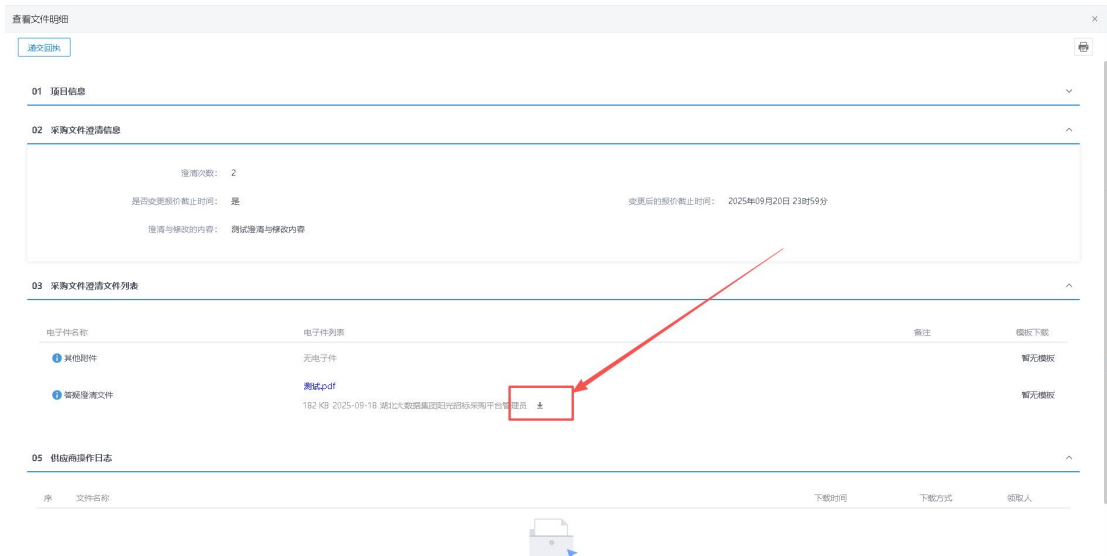 查看文件明细 ×
递交回执
01 项目信息
02 采购文件澄清信息
澄清次数： 2
是否变更报价截止时间： 是 变更后的报价截止时间： 2025年09月20日 23时59分
澄清与修改的内容： 测试澄清与修改内容
03 采购文件澄清文件列表
电子件名称 电子件列表 备注 模板下载
其他附件 无电子件 暂无模板
答疑澄清文件 测试.pdf 暂无模板
182 KB 2025-09-18 湖北大数据集团阳光招标采购平台管理员
05 供应商操作日志
序 文件名称 下载时间 下载方式 领取人